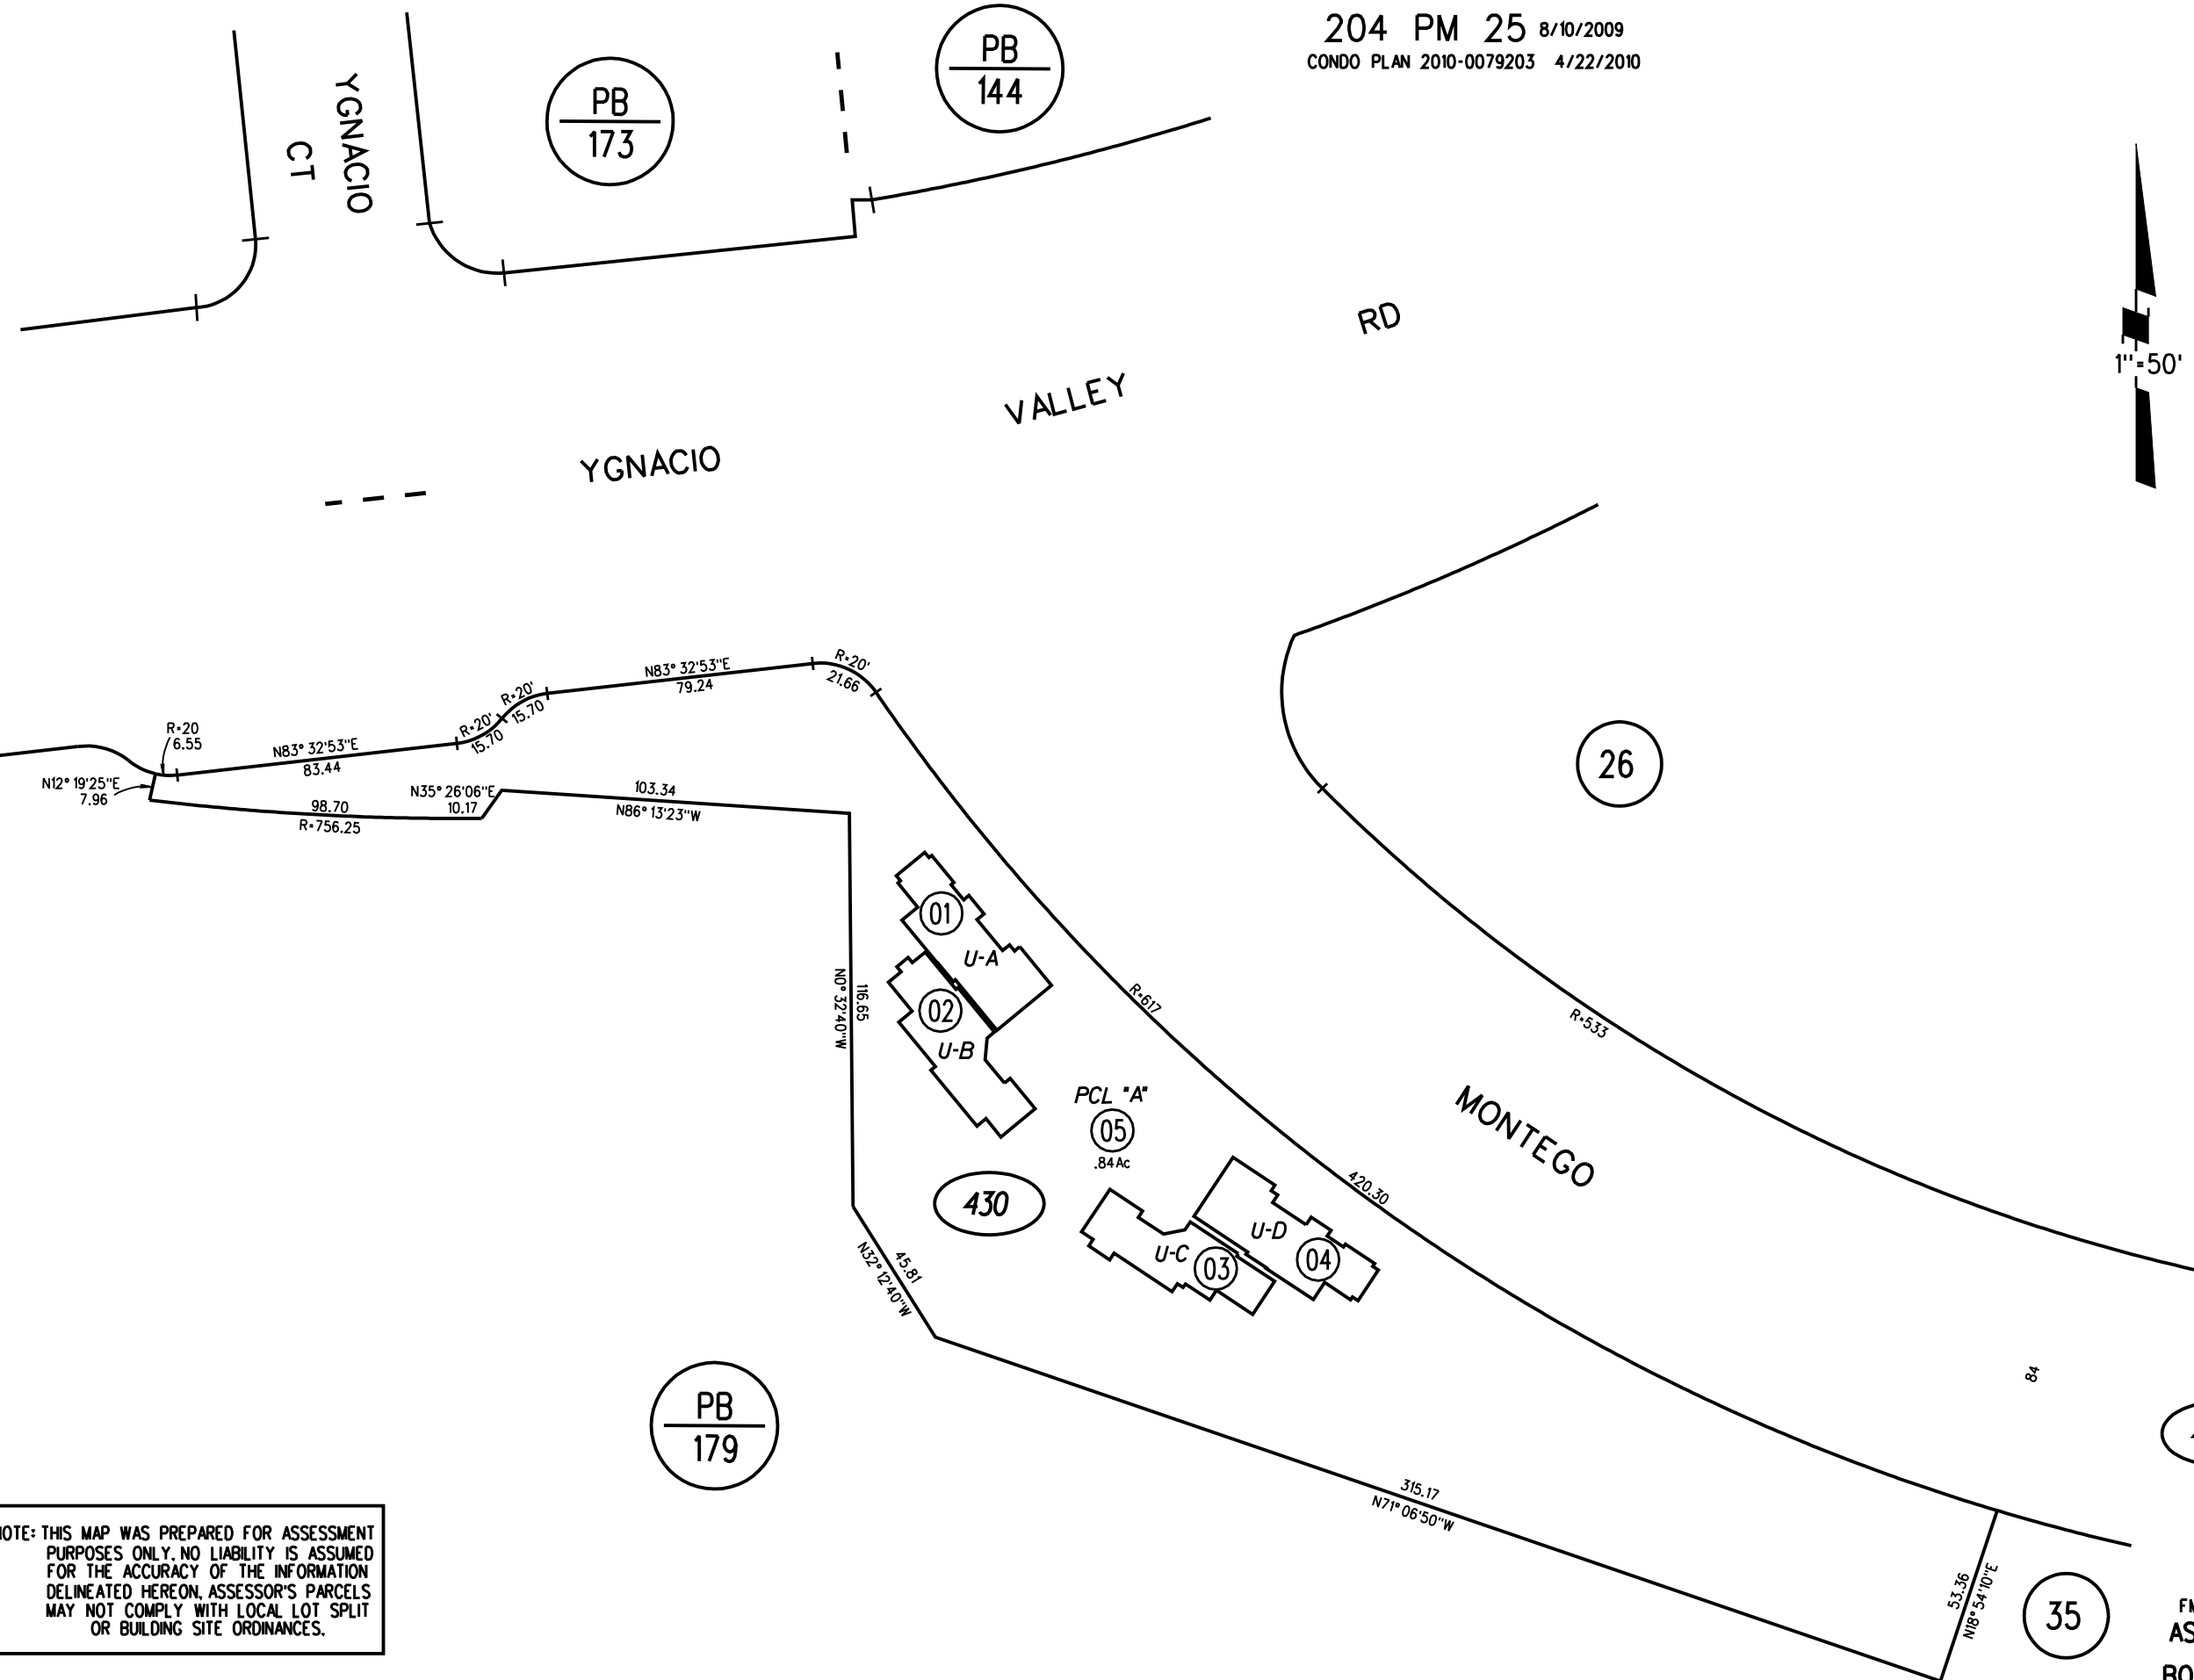 204 PM 25 8/10/2009
CONDO PLAN 2010-0079203 4/22/2010
PB
144
PB
173
YGNACIO
CT
RD
1"=50'
VALLEY
YGNACIO
R=20'
21.66
N83° 32'53"E
79.24
R=20'
15.70
R=20'
15.70
R=20
6.55
N83° 32'53"E
83.44
N12° 19'25"E
7.96
98.70
R=756.25
N35° 26'06"E
10.17
103.34
N86° 13'23"W
26
01
U-A
02
U-B
116.65
N0° 32'40"W
R=617
R=533
PCL "A"
05
.84Ac
MONTEGO
430
420.30
U-D
04
U-C
03
45.81
N32° 12'40"W
84
PB
179
315.17
N71° 06'50"W
53.36
N18° 54'10"E
35
OTE: THIS MAP WAS PREPARED FOR ASSESSMENT
PURPOSES ONLY. NO LIABILITY IS ASSUMED
FOR THE ACCURACY OF THE INFORMATION
DELINEATED HEREON. ASSESSOR'S PARCELS
MAY NOT COMPLY WITH LOCAL LOT SPLIT
OR BUILDING SITE ORDINANCES.
AS